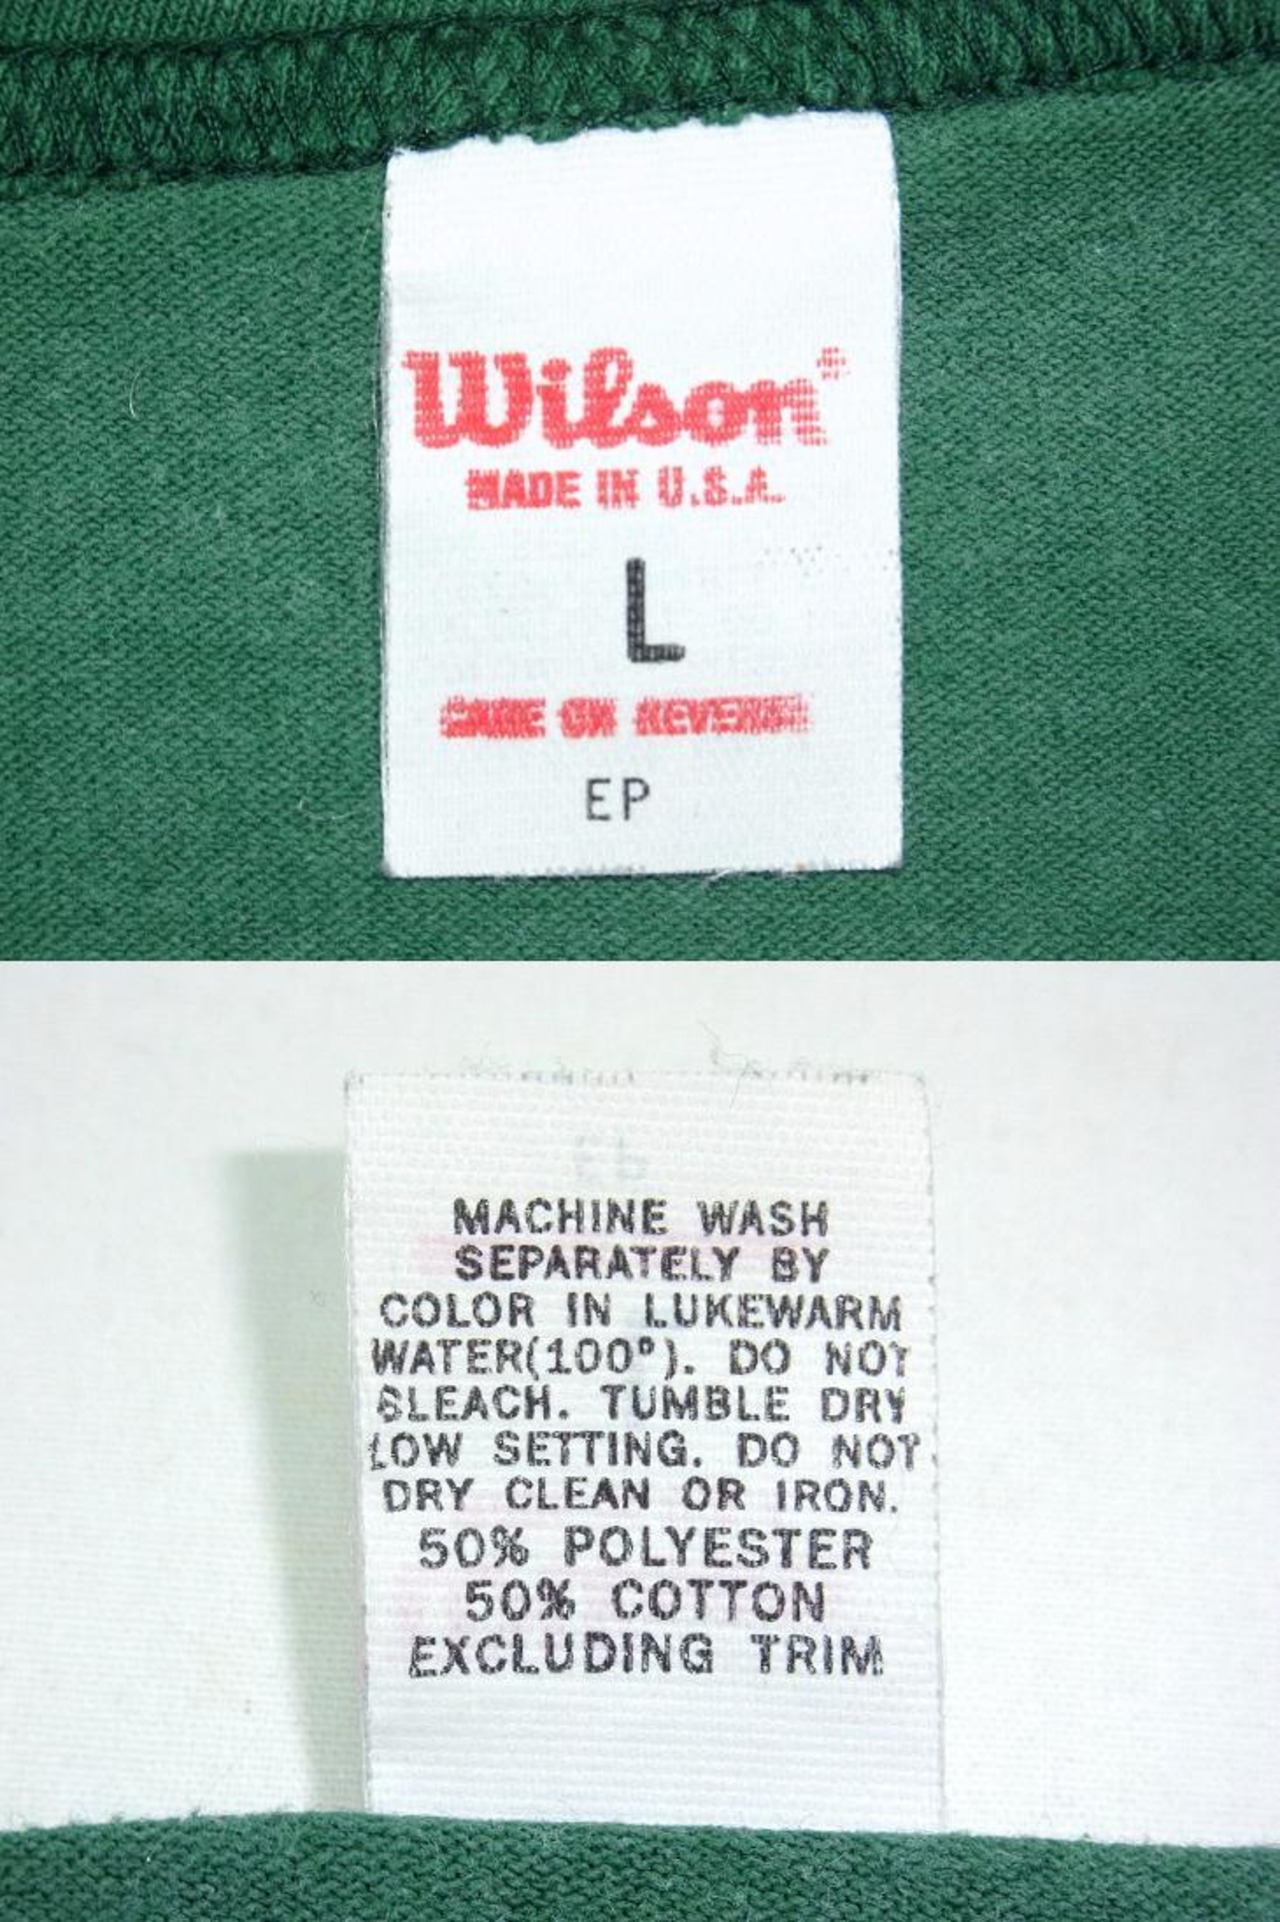 Wilson®
MADE IN U.S.A.
L
CARE ON REVERSE
EP
MACHINE WASH
SEPARATELY BY
COLOR IN LUKEWARM
WATER(100°). DO NOT
BLEACH. TUMBLE DRY
LOW SETTING. DO NOT
DRY CLEAN OR IRON.
50% POLYESTER
50% COTTON
EXCLUDING TRIM